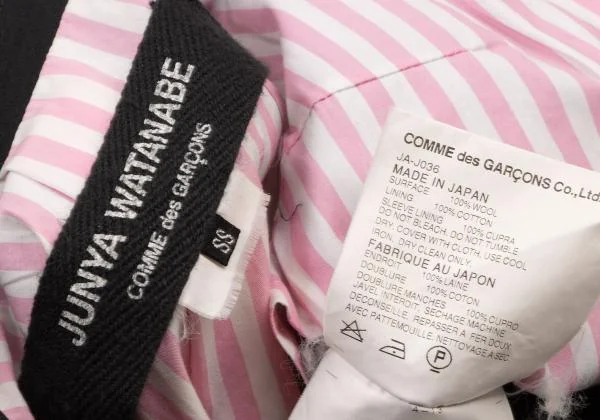 JUNYA WATANABE
COMME des GARÇONS
SS
COMME des GARÇONS Co., Ltd.
JA-J036
MADE IN JAPAN
SURFACE 100% WOOL
LINING 100% COTTON
SLEEVE LINING 100% CUPRA
DO NOT BLEACH. DO NOT TUMBLE
DRY. COVER WITH CLOTH, USE COOL
IRON. DRY CLEAN ONLY.
FABRIQUE AU JAPON
ENDROIT 100% LAINE
DOUBLURE 100% COTON
DOUBLURE MANCHES 100% CUPRO
JAVEL INTERDIT, SECHAGE MACHINE
DECONSEILLE, REPASSER A FER DOUX
AVEC PATTEMOUILLE. NETTOYAGE A SEC
P